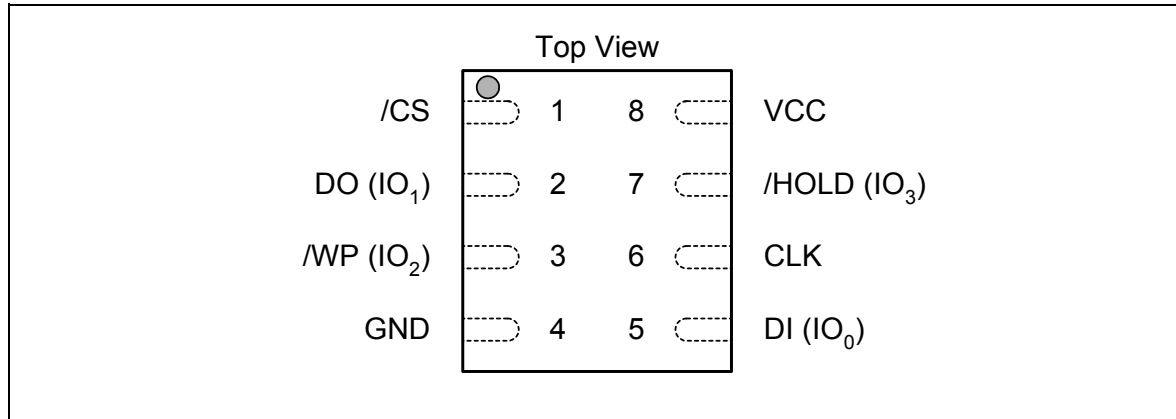 Top View
/CS 1 8 VCC
DO (IO₁) 2 7 /HOLD (IO₃)
/WP (IO₂) 3 6 CLK
GND 4 5 DI (IO₀)